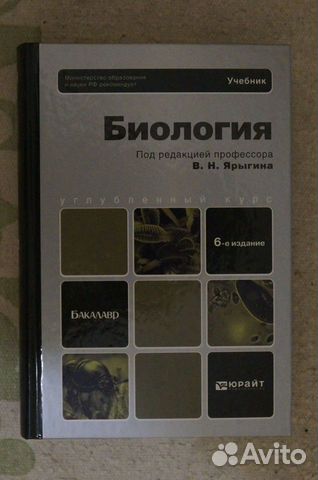 Министерство образования
и науки РФ рекомендует
Учебник
Биология
Под редакцией профессора
В. Н. Ярыгина
углубленный курс
6-е издание
Бакалавр
юрайт
Avito